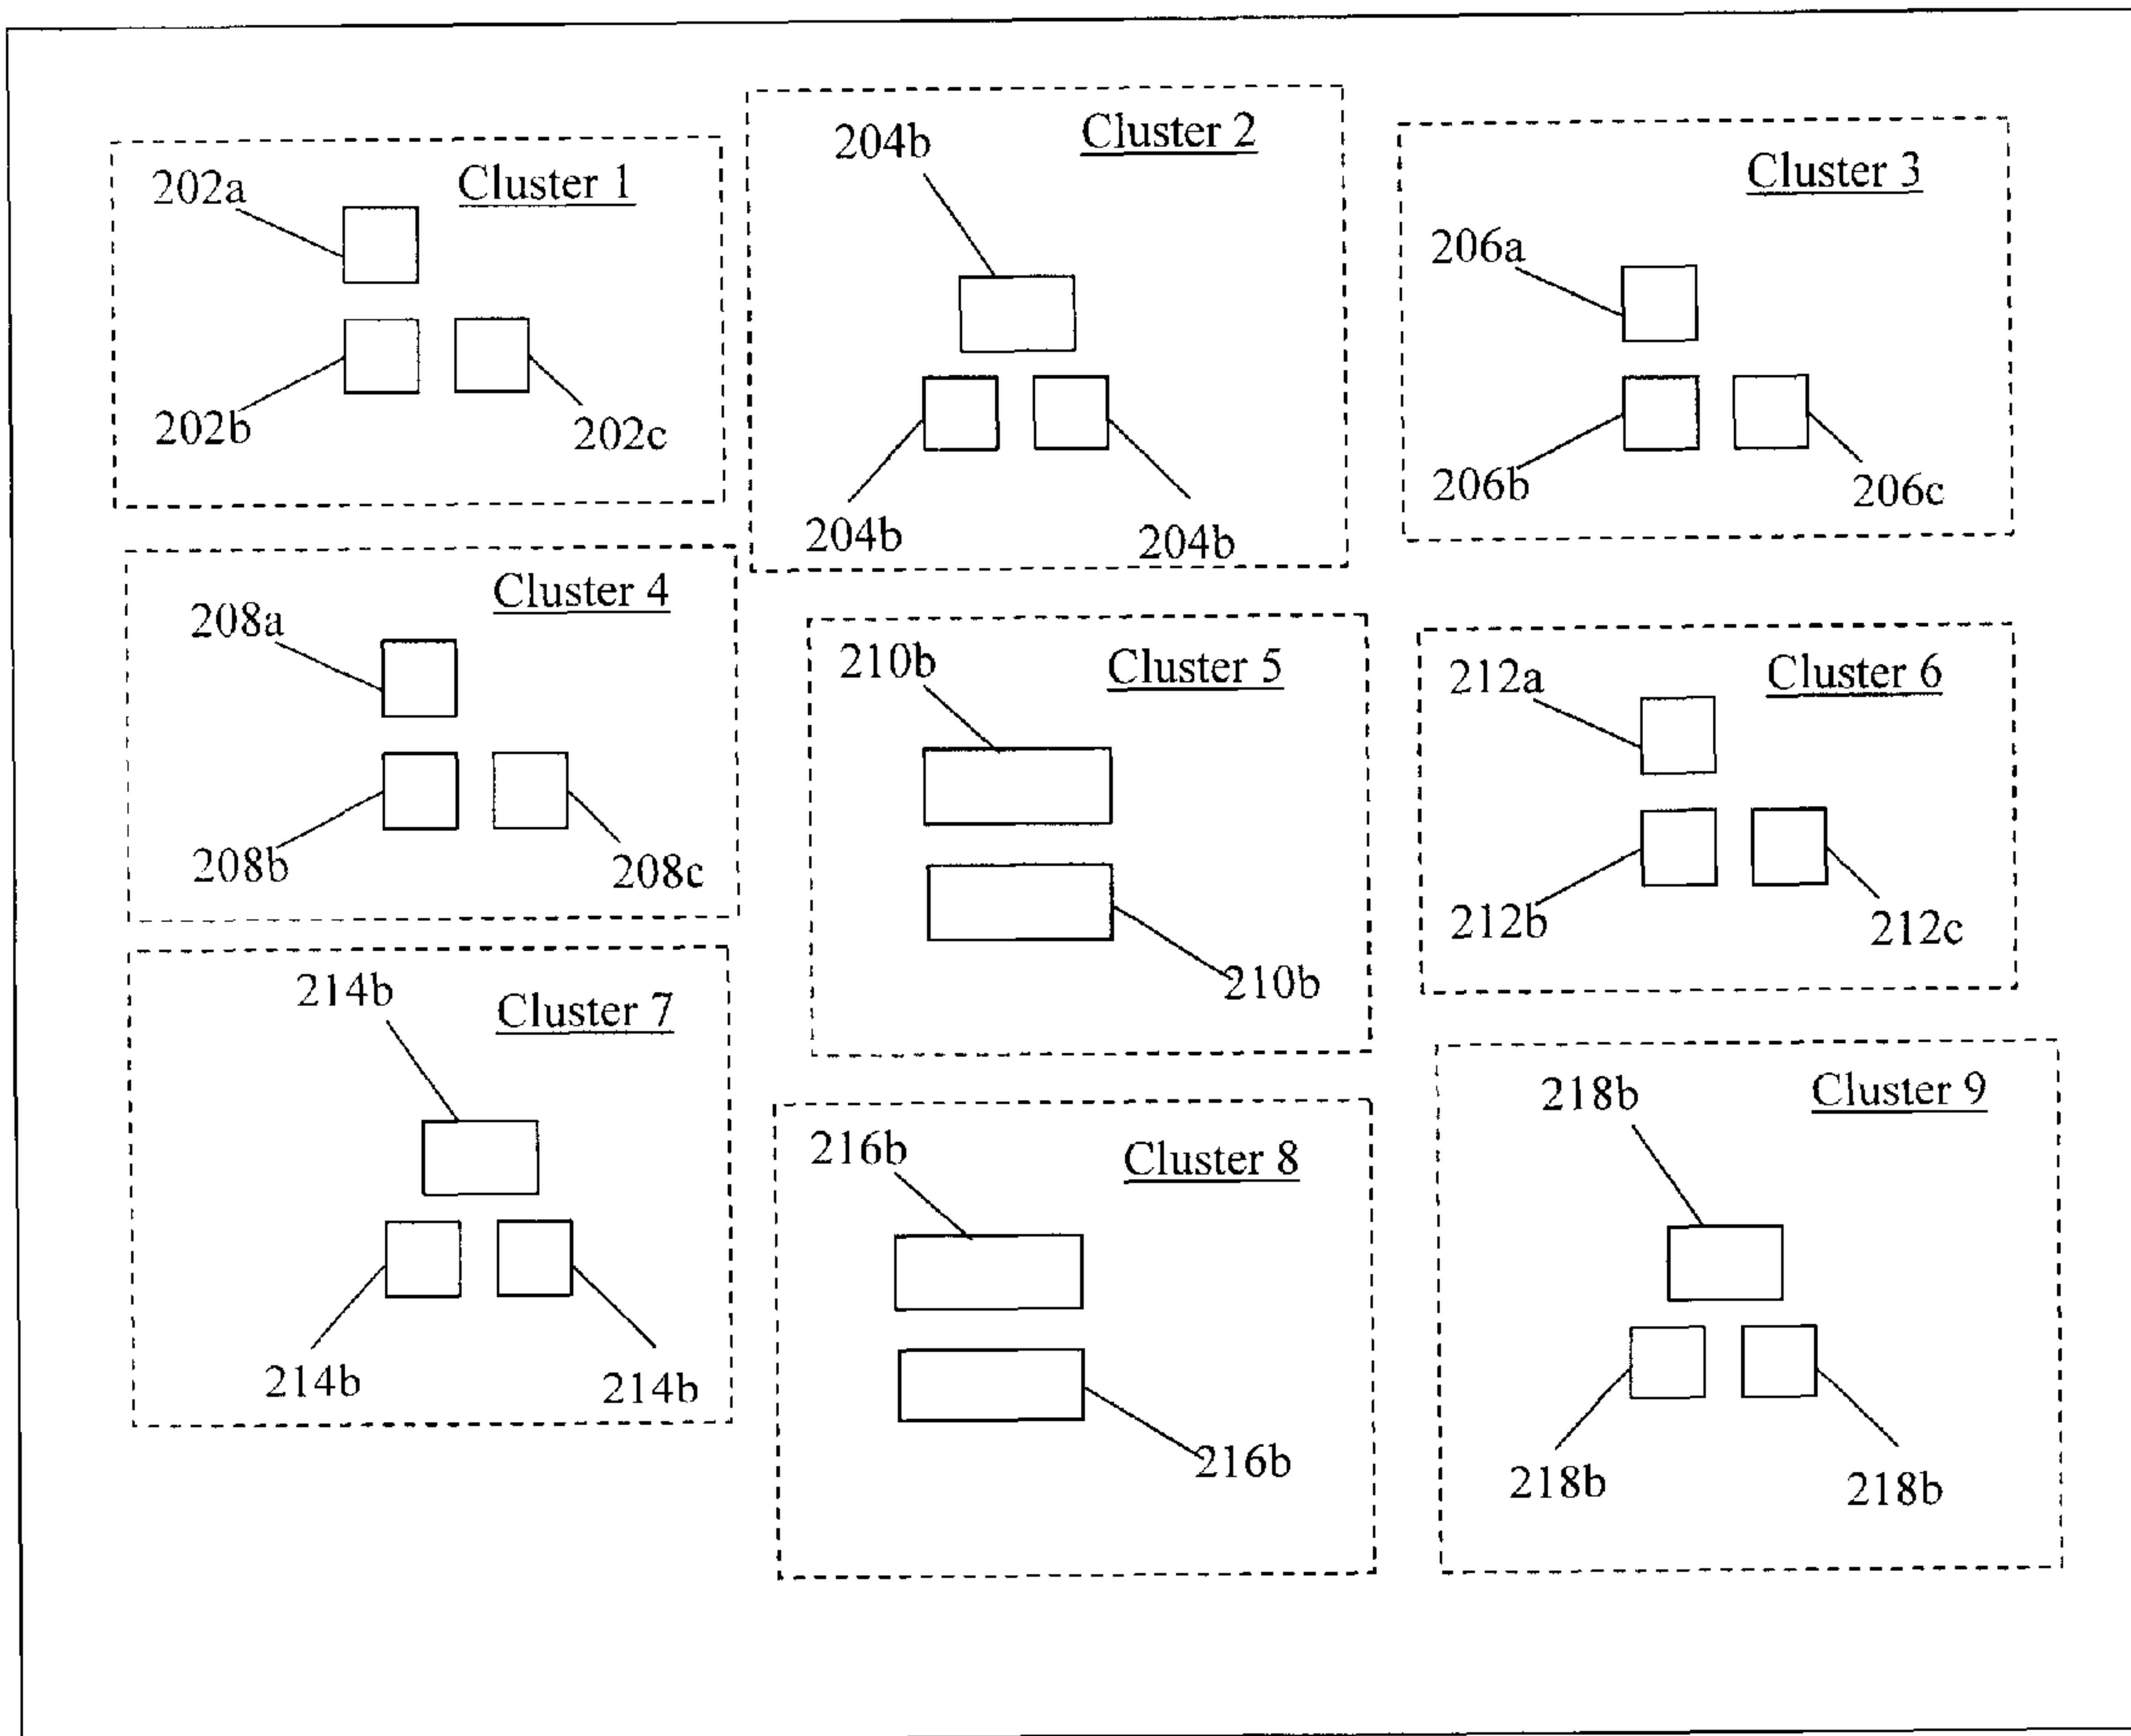 Cluster 1
202a
202b
202c
Cluster 2
204b
204b
204b
Cluster 3
206a
206b
206c
Cluster 4
208a
208b
208c
Cluster 5
210b
210b
Cluster 6
212a
212b
212c
Cluster 7
214b
214b
214b
Cluster 8
216b
216b
Cluster 9
218b
218b
218b